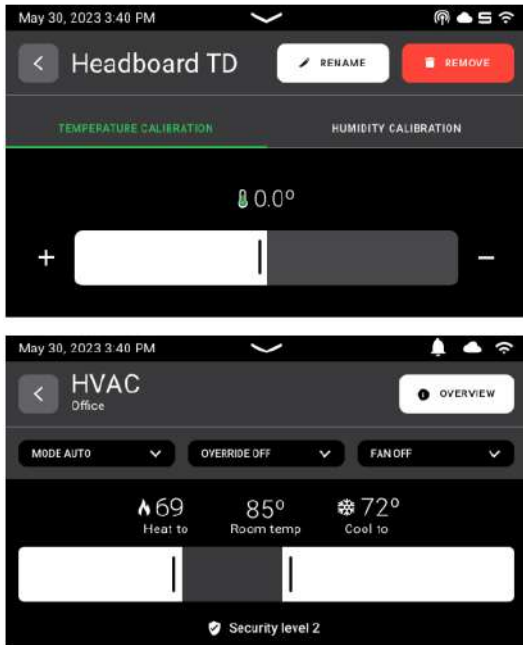 May 30, 2023 3:40 PM
Headboard TD
RENAME
REMOVE
TEMPERATURE CALIBRATION
HUMIDITY CALIBRATION
0.0º
+
−
May 30, 2023 3:40 PM
HVAC
Office
OVERVIEW
MODE AUTO
OVERRIDE OFF
FAN OFF
69
85º
72º
Heat to
Room temp
Cool to
Security level 2